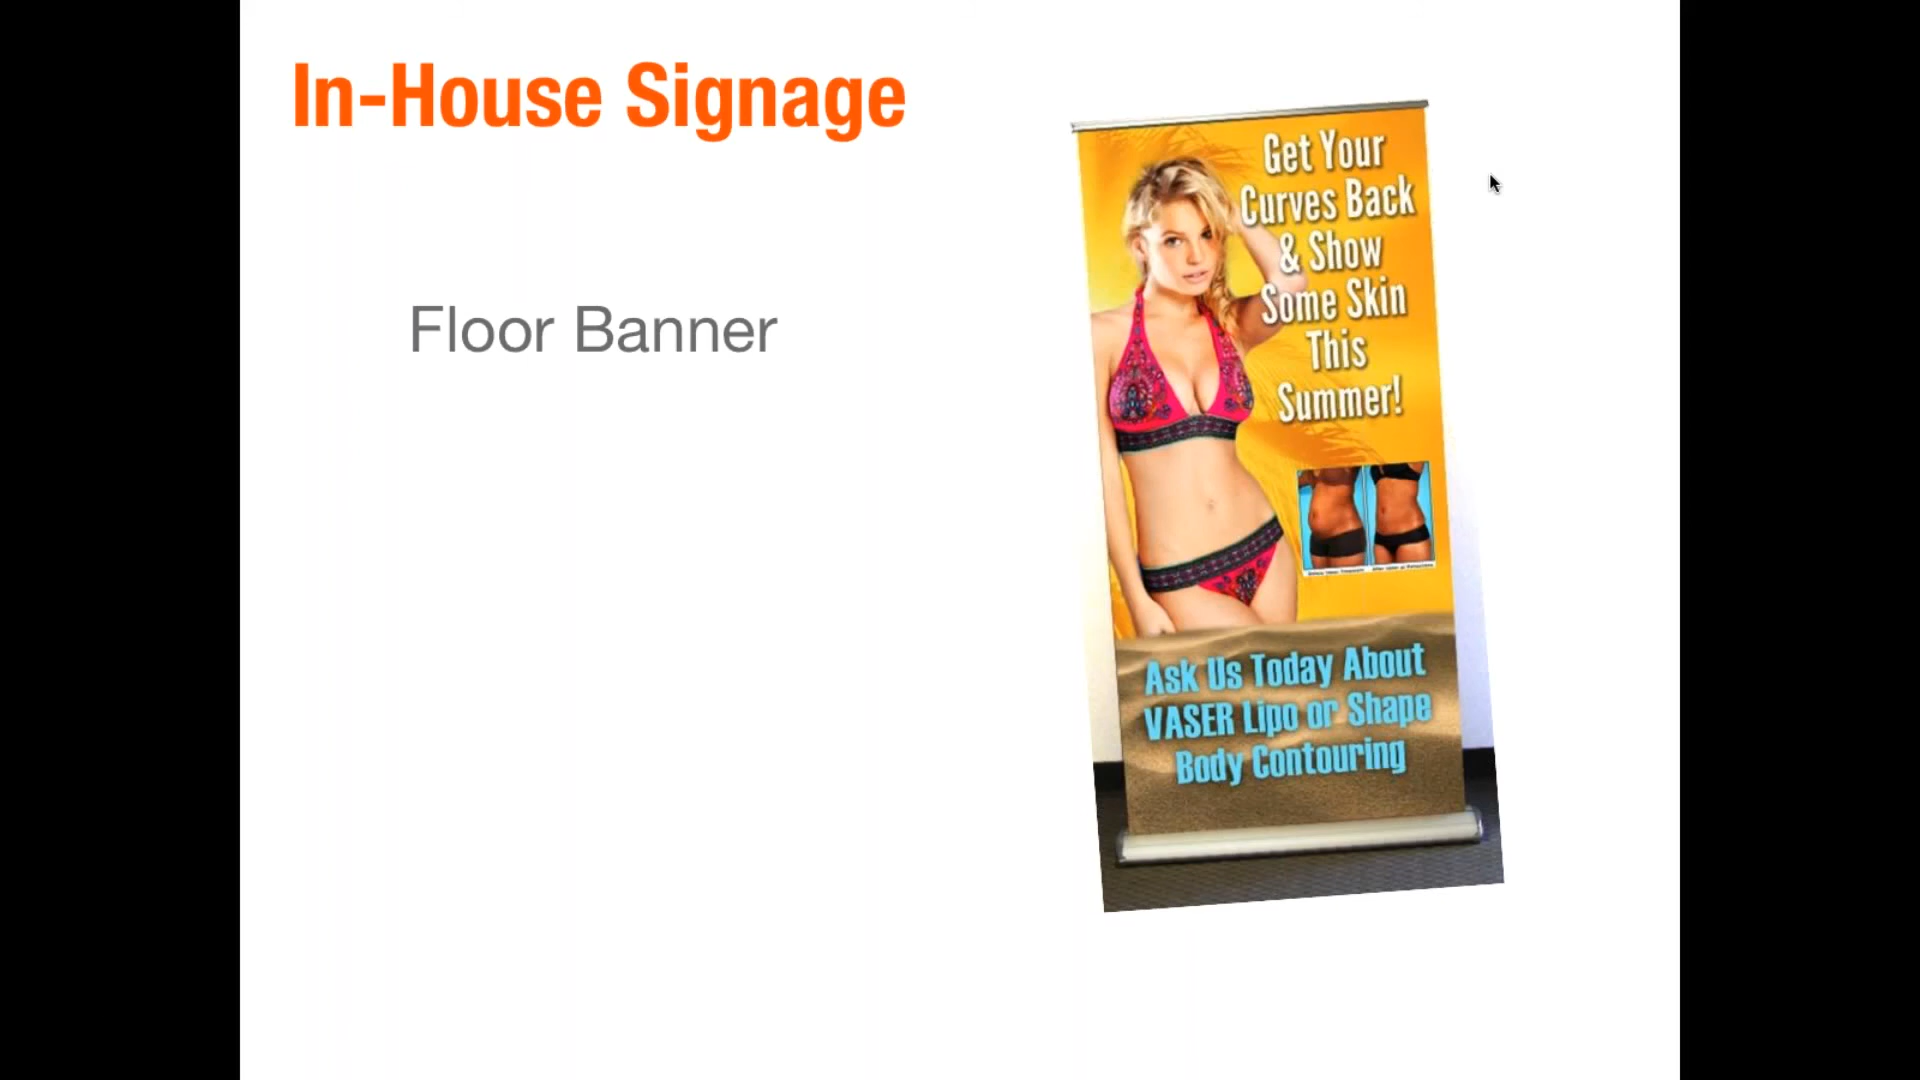 In-House Signage
Floor Banner
Get Your
Curves Back
& Show
Some Skin
This
Summer!
Ask Us Today About
VASER Lipo or Shape
Body Contouring